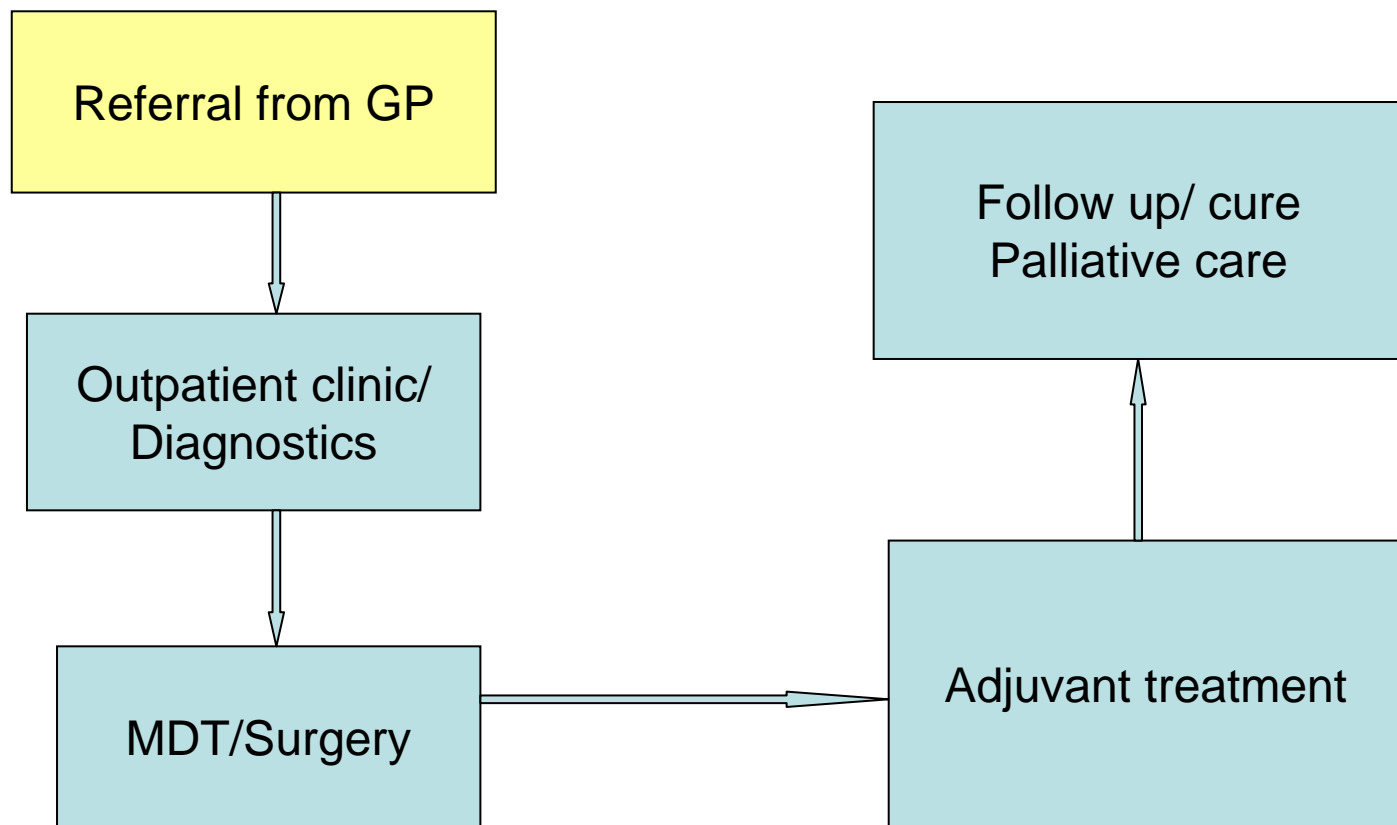 Referral from GP
Outpatient clinic/
Diagnostics
MDT/Surgery
Adjuvant treatment
Follow up/ cure
Palliative care